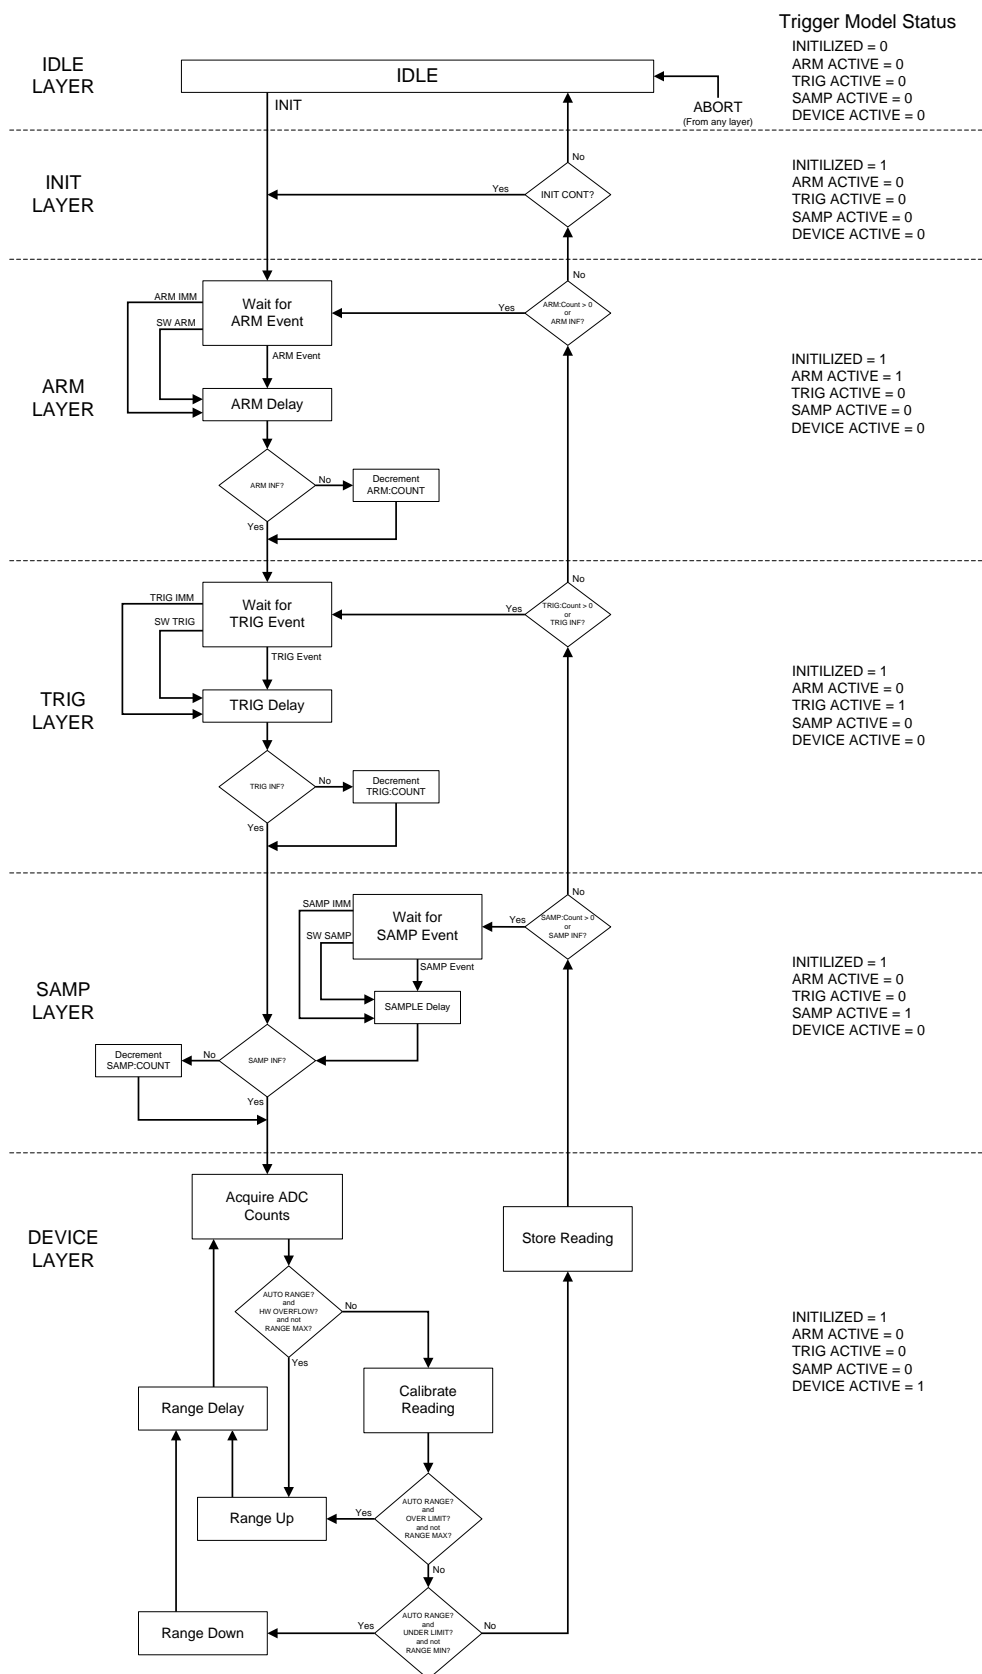 Trigger Model Status
IDLE
LAYER
IDLE
INIT
ABORT
(From any layer)
INITILIZED = 0
ARM ACTIVE = 0
TRIG ACTIVE = 0
SAMP ACTIVE = 0
DEVICE ACTIVE = 0
INIT
LAYER
No
Yes
INIT CONT?
INITILIZED = 1
ARM ACTIVE = 0
TRIG ACTIVE = 0
SAMP ACTIVE = 0
DEVICE ACTIVE = 0
ARM
LAYER
ARM IMM
SW ARM
Wait for
ARM Event
ARM Event
ARM Delay
ARM INF?
No
Decrement
ARM:COUNT
Yes
No
Yes
ARM:Count > 0
or
ARM INF?
INITILIZED = 1
ARM ACTIVE = 1
TRIG ACTIVE = 0
SAMP ACTIVE = 0
DEVICE ACTIVE = 0
TRIG
LAYER
TRIG IMM
SW TRIG
Wait for
TRIG Event
TRIG Event
TRIG Delay
TRIG INF?
No
Decrement
TRIG:COUNT
Yes
No
Yes
TRIG:Count > 0
or
TRIG INF?
INITILIZED = 1
ARM ACTIVE = 0
TRIG ACTIVE = 1
SAMP ACTIVE = 0
DEVICE ACTIVE = 0
SAMP
LAYER
SAMP IMM
SW SAMP
Wait for
SAMP Event
SAMP Event
SAMPLE Delay
No
Yes
SAMP:Count > 0
or
SAMP INF?
Decrement
SAMP:COUNT
No
SAMP INF?
Yes
INITILIZED = 1
ARM ACTIVE = 0
TRIG ACTIVE = 0
SAMP ACTIVE = 1
DEVICE ACTIVE = 0
DEVICE
LAYER
Acquire ADC
Counts
Store Reading
AUTO RANGE?
and
HW OVERFLOW?
and not
RANGE MAX?
No
Yes
Calibrate
Reading
Range Delay
Range Up
Yes
AUTO RANGE?
and
OVER LIMIT?
and not
RANGE MAX?
No
Range Down
Yes
AUTO RANGE?
and
UNDER LIMIT?
and not
RANGE MIN?
No
INITILIZED = 1
ARM ACTIVE = 0
TRIG ACTIVE = 0
SAMP ACTIVE = 0
DEVICE ACTIVE = 1